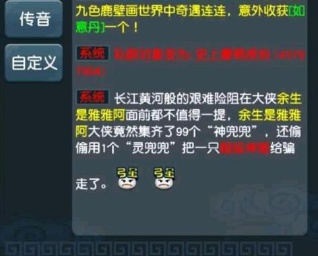 传音
自定义
九色鹿壁画世界中奇遇连连，意外收获[如
意丹]一个
系统
系统 长江黄河般的艰难险阻在大侠余生
是雅雅阿面前都不值得一提，余生是雅雅
阿大侠竟然集齐了99个“神兜兜”，还偷
偷用1个“灵兜兜”把一只给骗
走了。